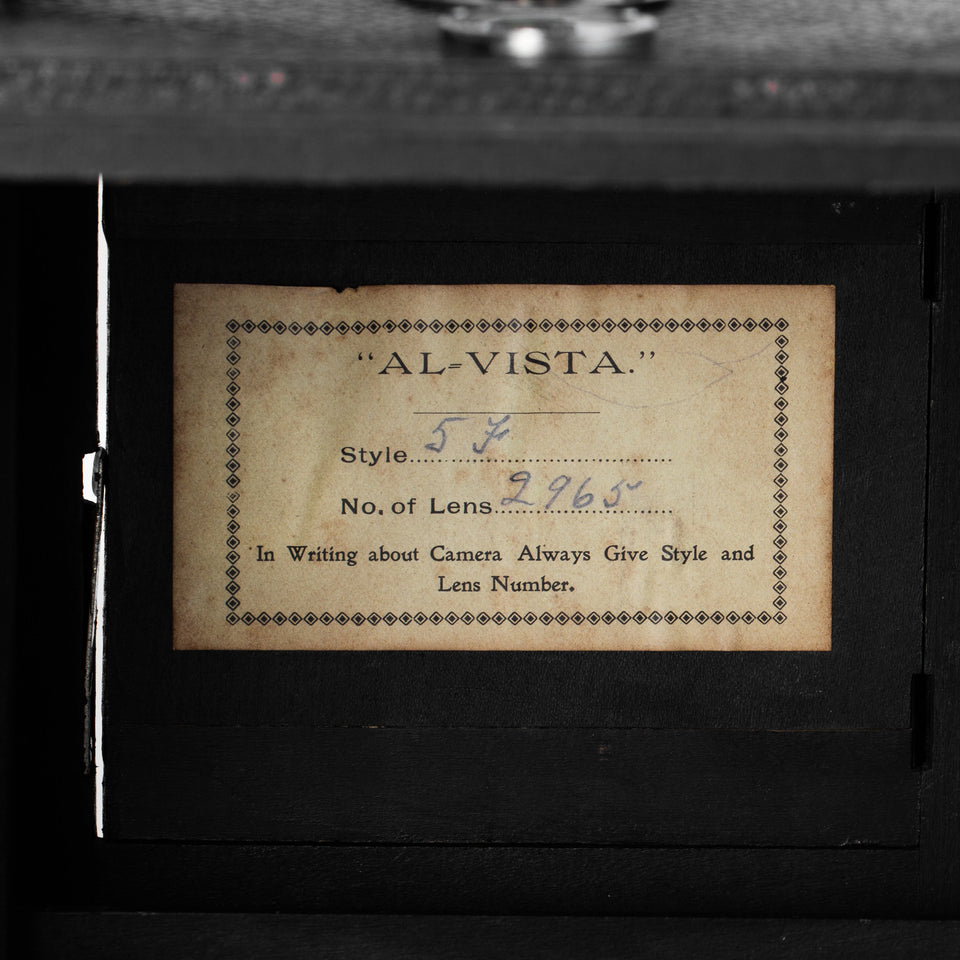 "AL-VISTA."
Style 5 F
No. of Lens 2965
In Writing about Camera Always Give Style and
Lens Number.